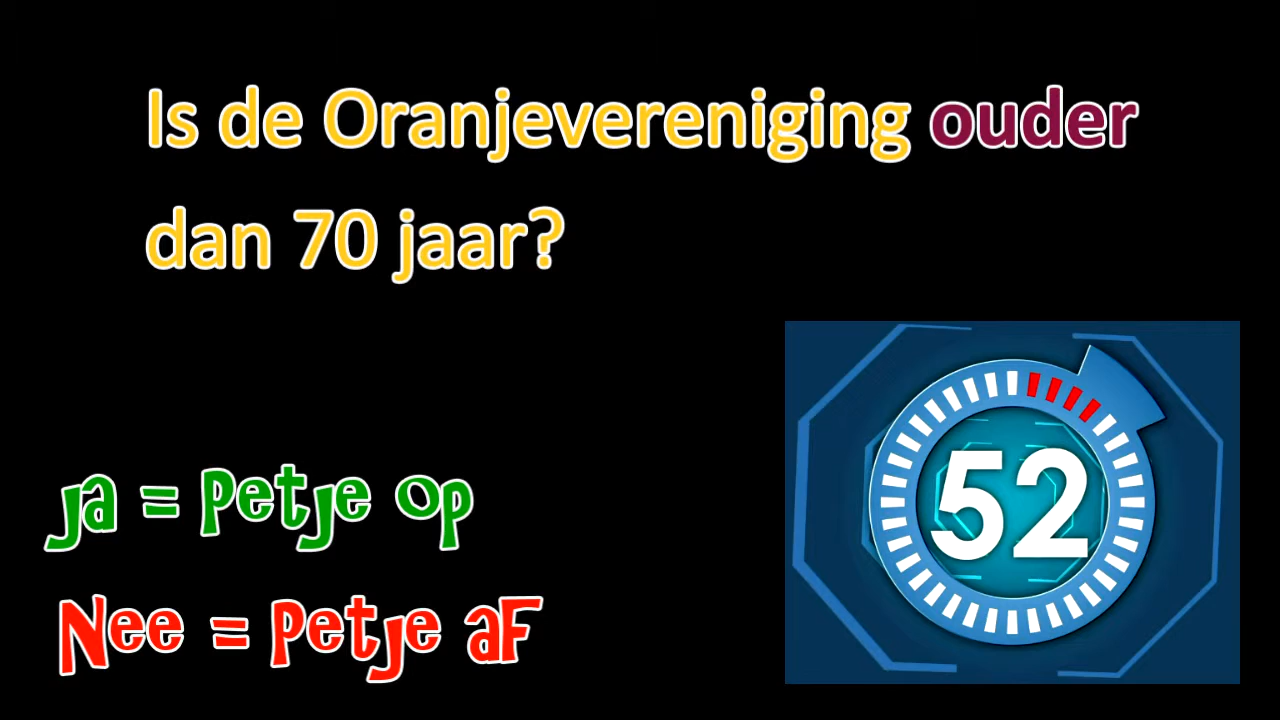 Is de Oranjevereniging ouder
dan 70 jaar?
52
Ja = Petje op
Nee = Petje af